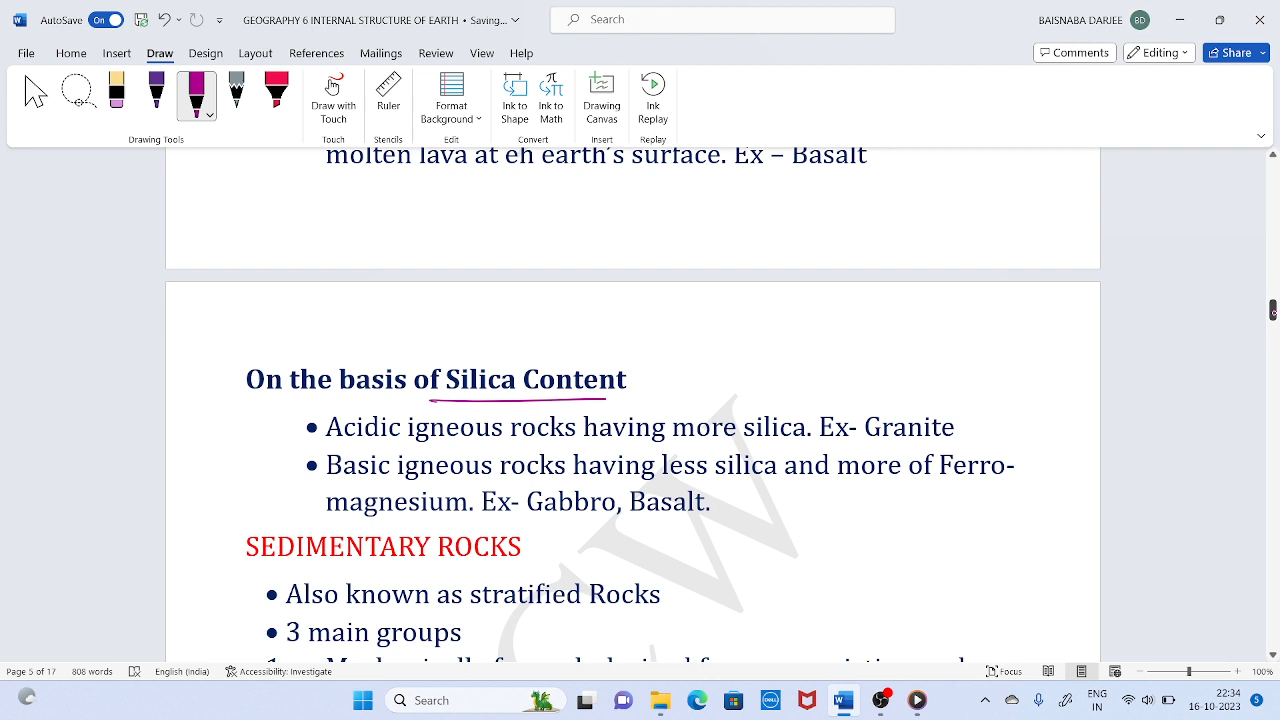 AutoSave On GEOGRAPHY 6 INTERNAL STRUCTURE OF EARTH • Saving... Search BAISNABA DARJEE BD
File Home Insert Draw Design Layout References Mailings Review View Help Comments Editing Share
Draw with Touch Ruler Format Background Ink to Shape Ink to Math Drawing Canvas Ink Replay
Drawing Tools Touch Stencils Edit Convert Insert Replay
molten lava at eh earth's surface. Ex – Basalt
On the basis of Silica Content
• Acidic igneous rocks having more silica. Ex- Granite
• Basic igneous rocks having less silica and more of Ferro-
magnesium. Ex- Gabbro, Basalt.
SEDIMENTARY ROCKS
• Also known as stratified Rocks
• 3 main groups
Page 5 of 17 808 words English (India) Accessibility: Investigate Focus 100%
Search ENG IN 22:34 16-10-2023 5